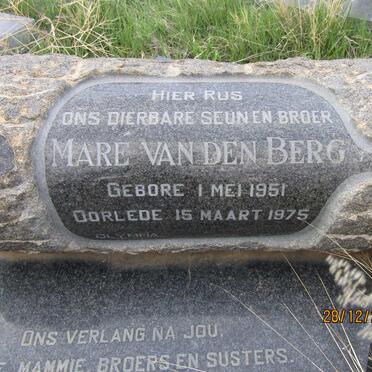 HIER RUS
ONS DIERBARE SEUN EN BROER
MARE VAN DEN BERG
GEBORE 1 MEI 1951
OORLEDE 15 MAART 1975
OLYMPIA
ONS VERLANG NA JOU.
MAMMIE, BROERS EN SUSTERS.
28/12/